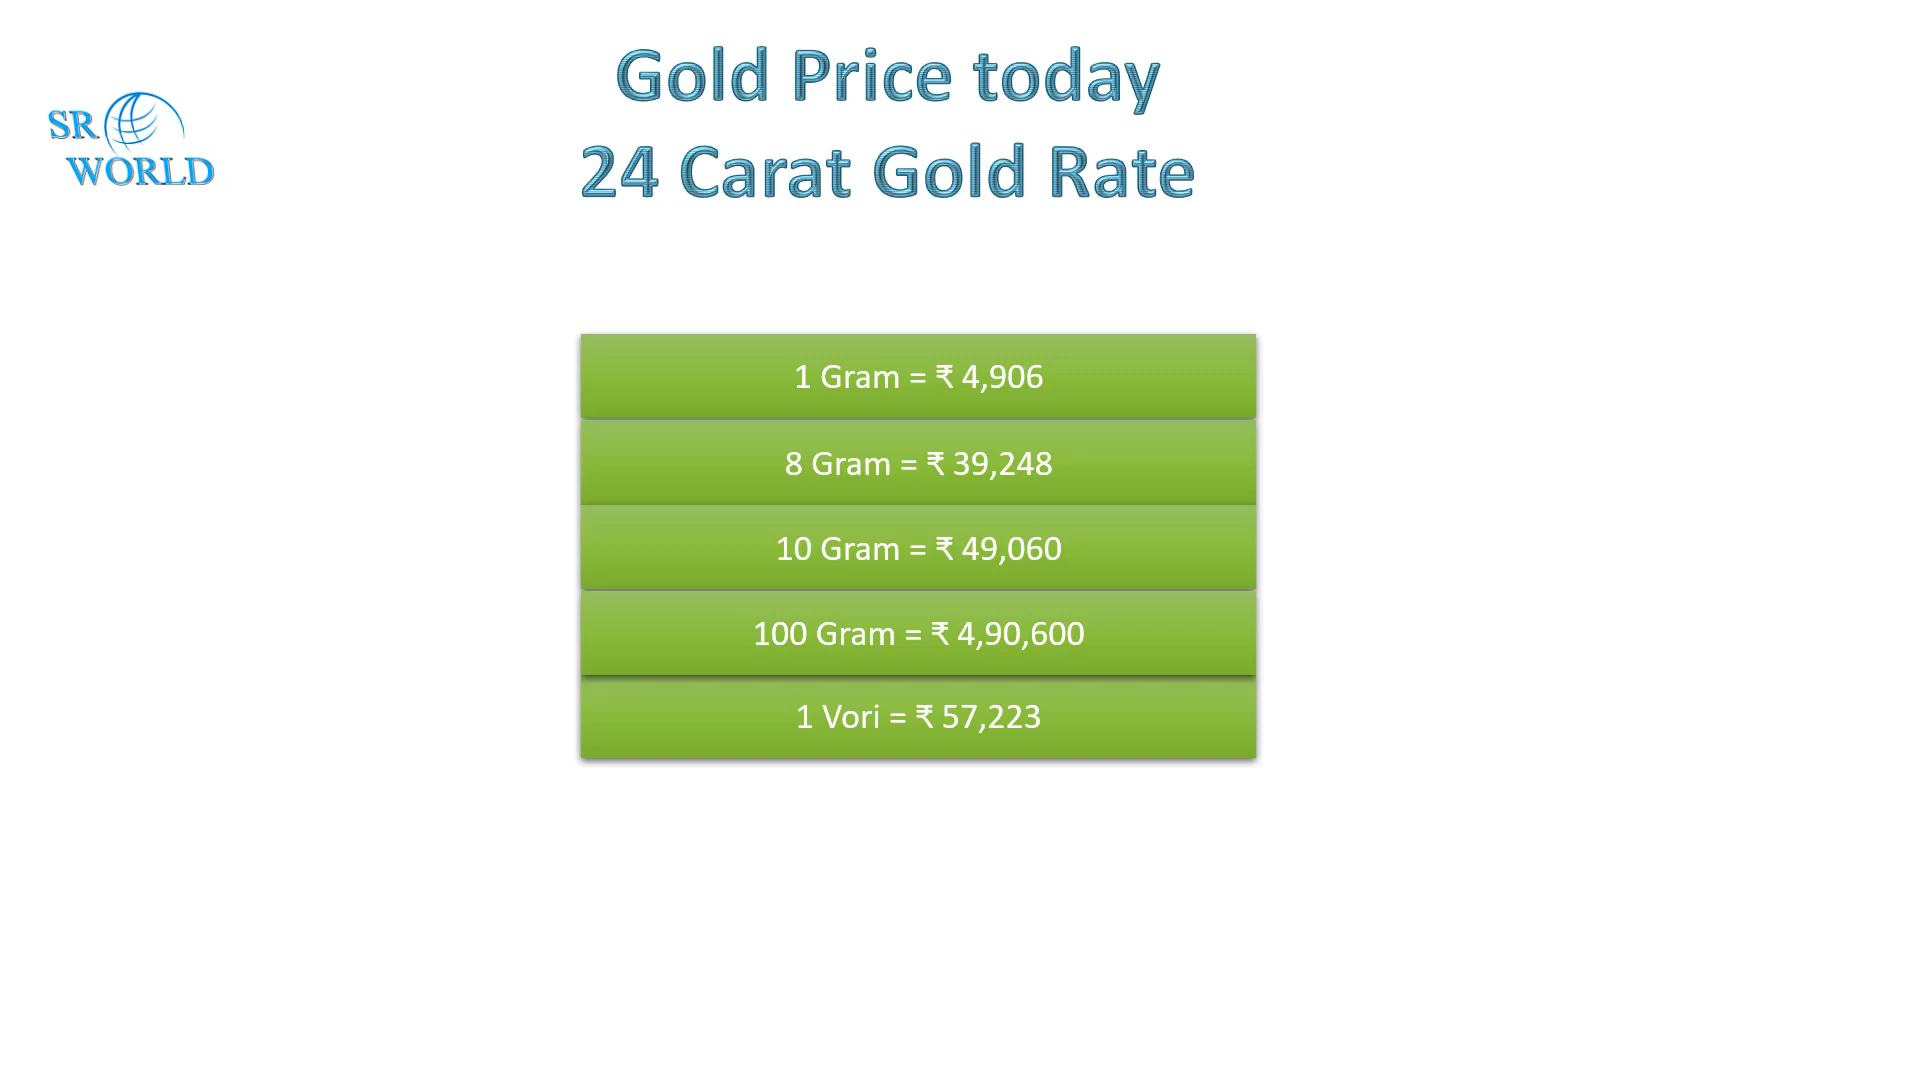 Gold Price today
24 Carat Gold Rate
SR
WORLD
1 Gram = ₹ 4,906
8 Gram = ₹ 39,248
10 Gram = ₹ 49,060
100 Gram = ₹ 4,90,600
1 Vori = ₹ 57,223